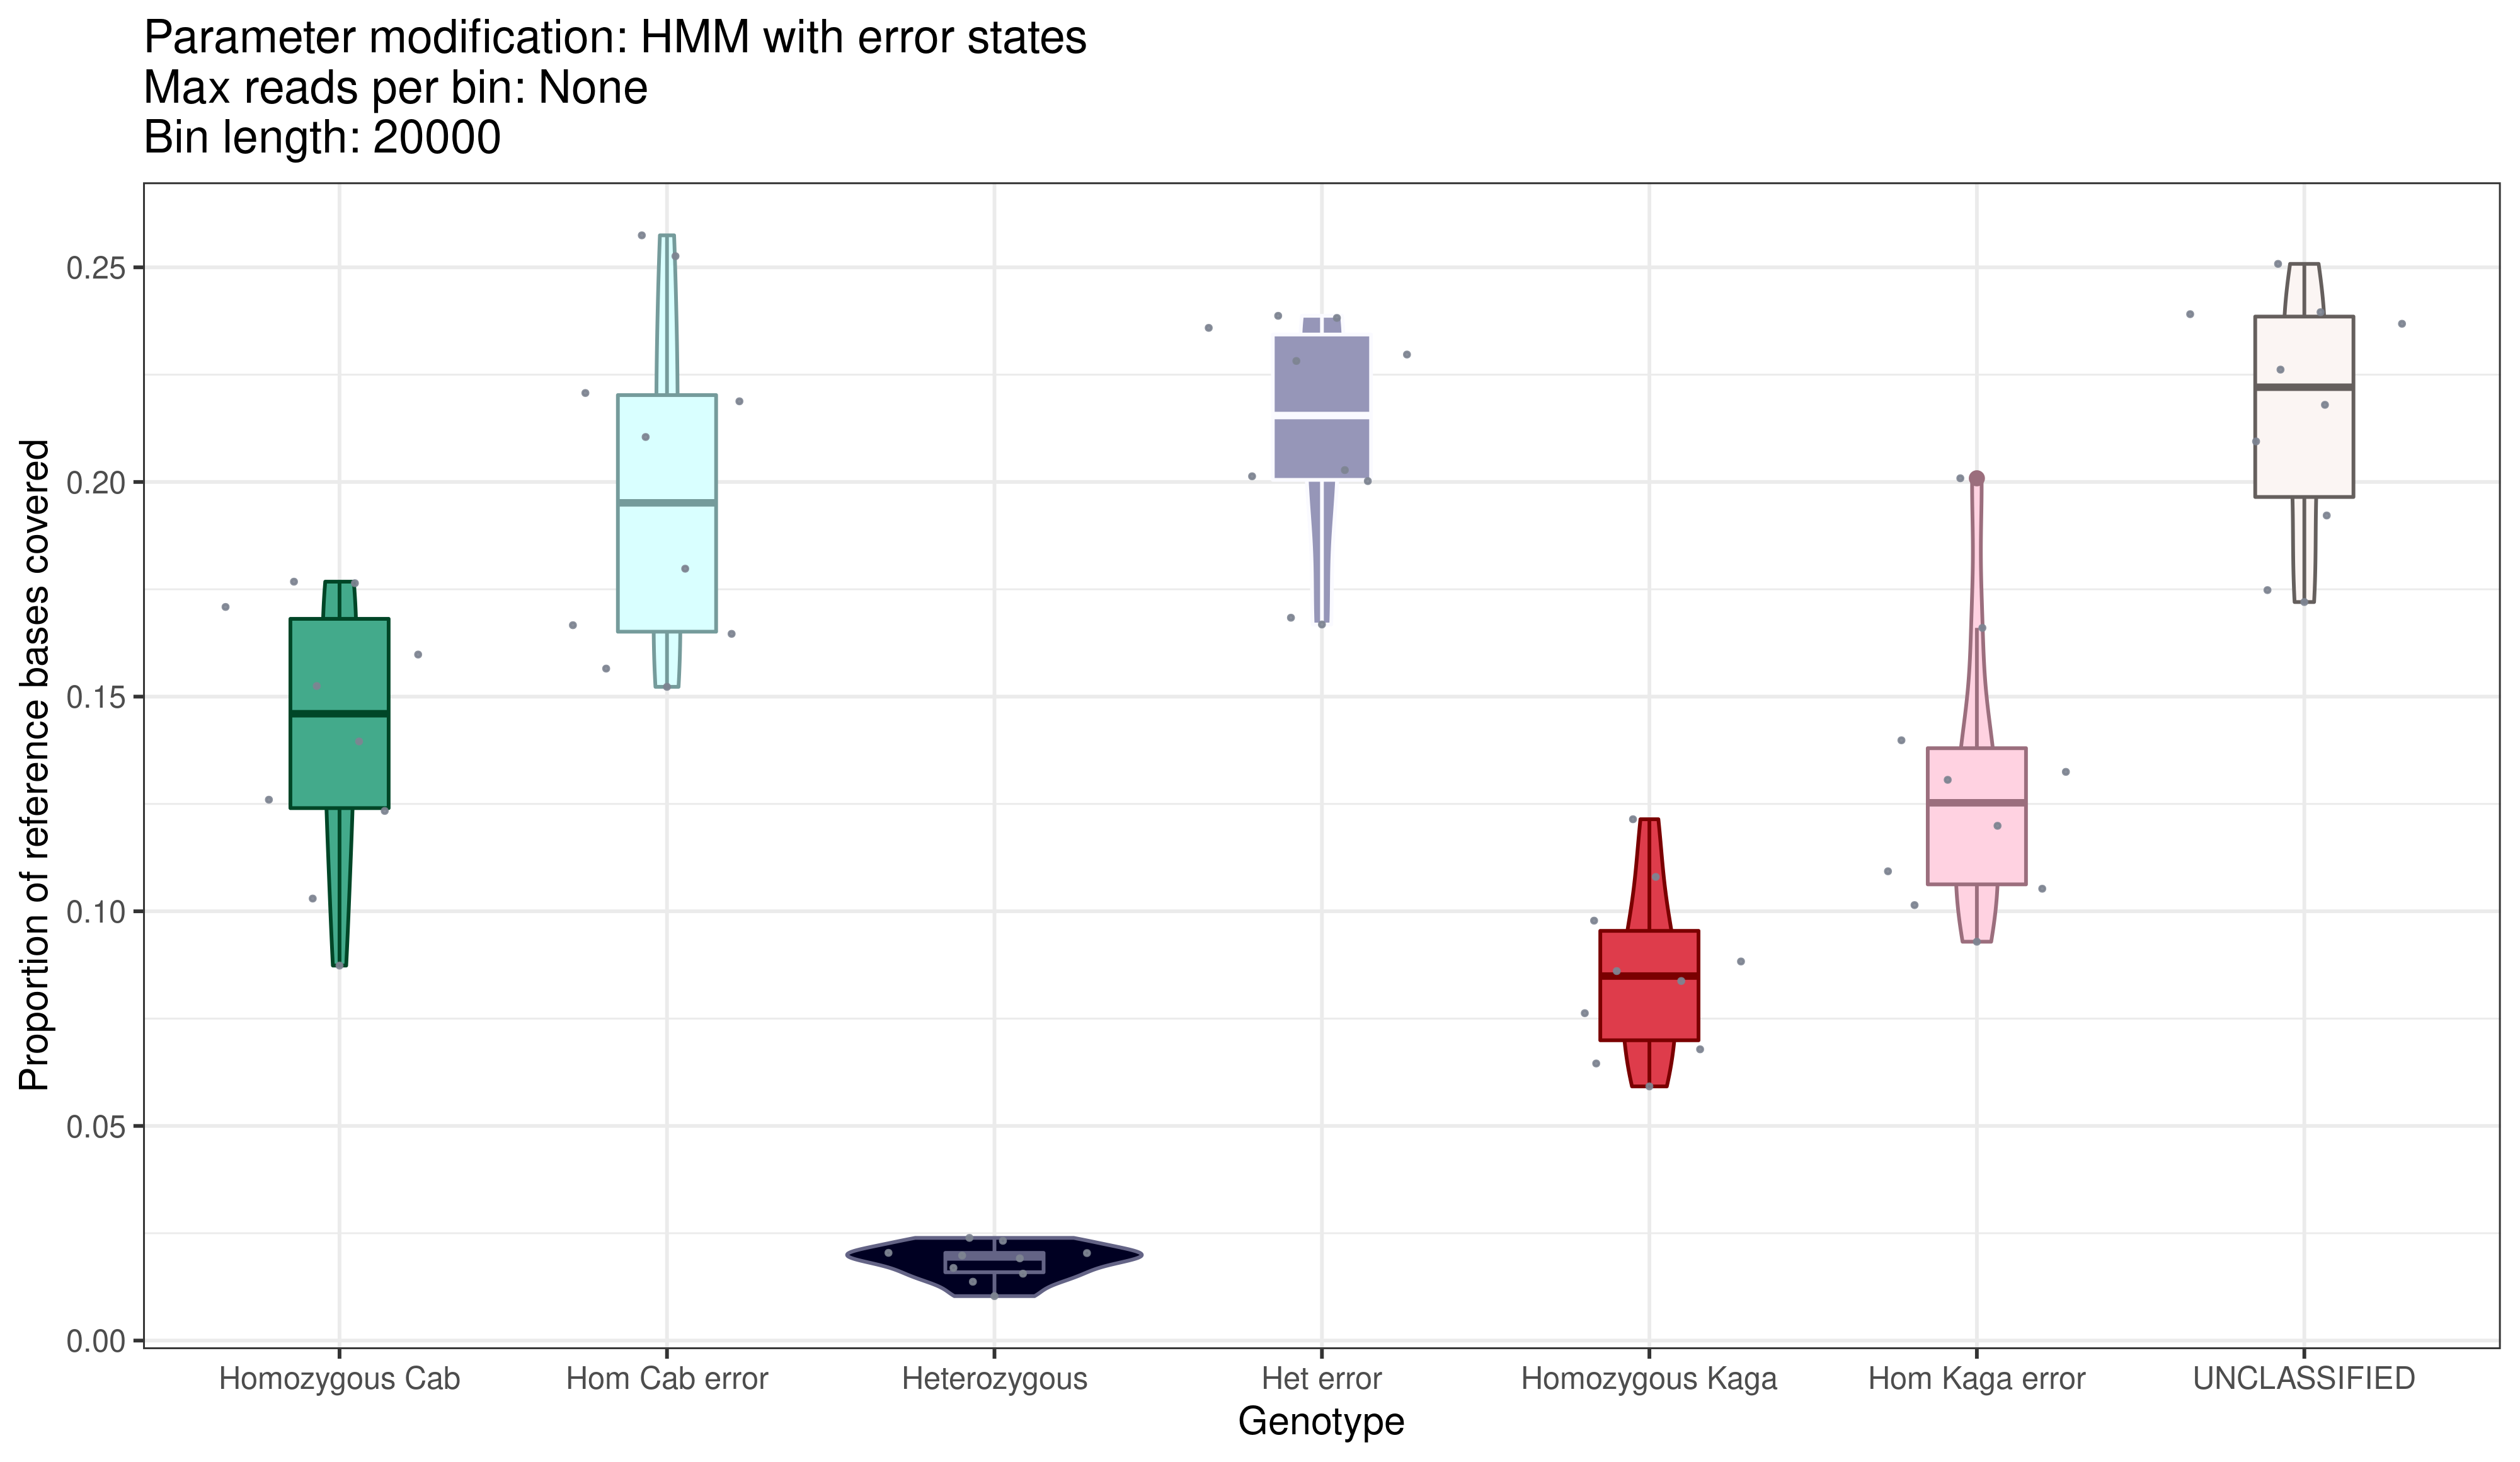 Parameter modification: HMM with error states
Max reads per bin: None
Bin length: 20000
Proportion of reference bases covered
0.25
0.20
0.15
0.10
0.05
0.00
Homozygous Cab
Hom Cab error
Heterozygous
Het error
Homozygous Kaga
Hom Kaga error
UNCLASSIFIED
Genotype